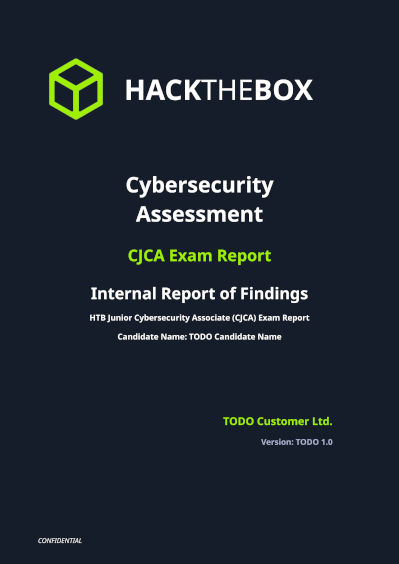 HACKTHEBOX
Cybersecurity
Assessment
CJCA Exam Report
Internal Report of Findings
HTB Junior Cybersecurity Associate (CJCA) Exam Report
Candidate Name: TODO Candidate Name
TODO Customer Ltd.
Version: TODO 1.0
CONFIDENTIAL